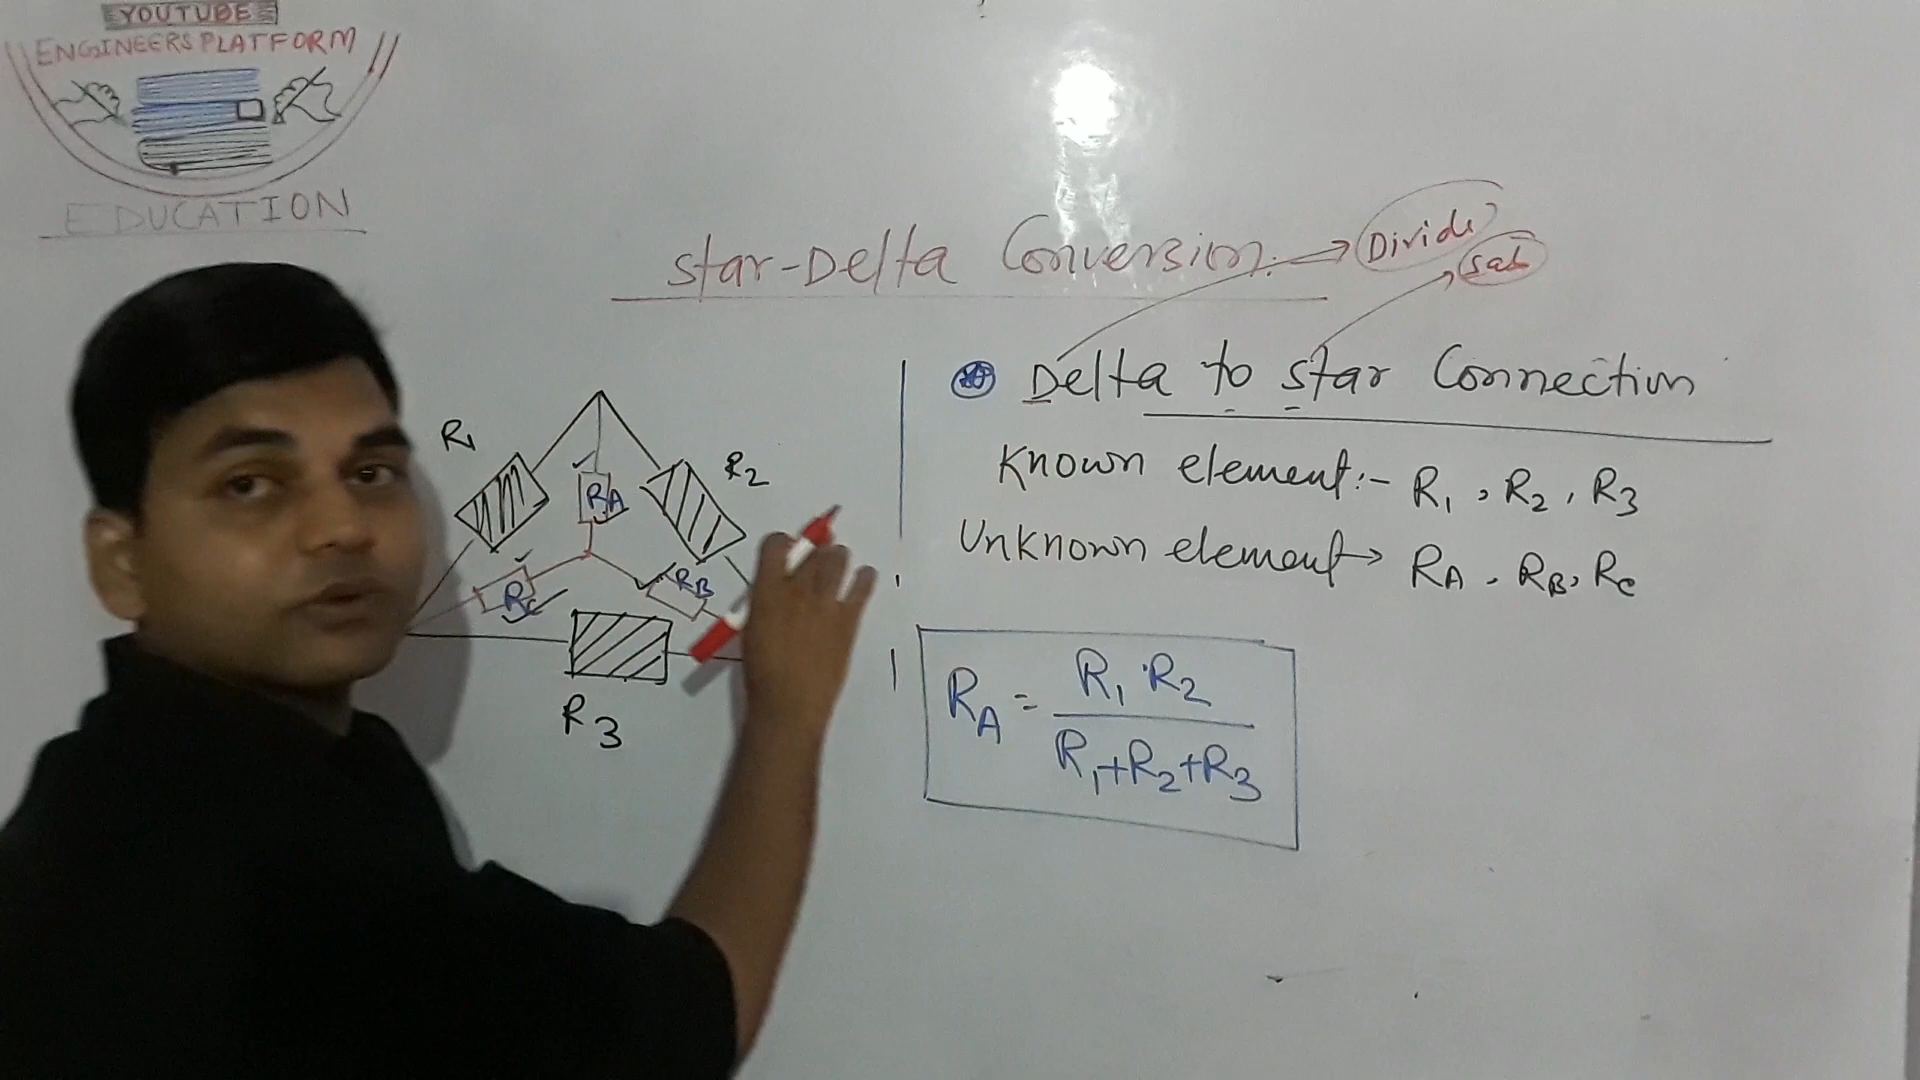 YOUTUBE
ENGINEERS PLATFORM
EDUCATION
Star-Delta Conversion:
Divide
Delta to Star Connection
Known element:- R1, R2, R3
Unknown element → RA, RB, RC
RA = R1·R2 / R1+R2+R3
R1
R2
RA
RB
RC
R3